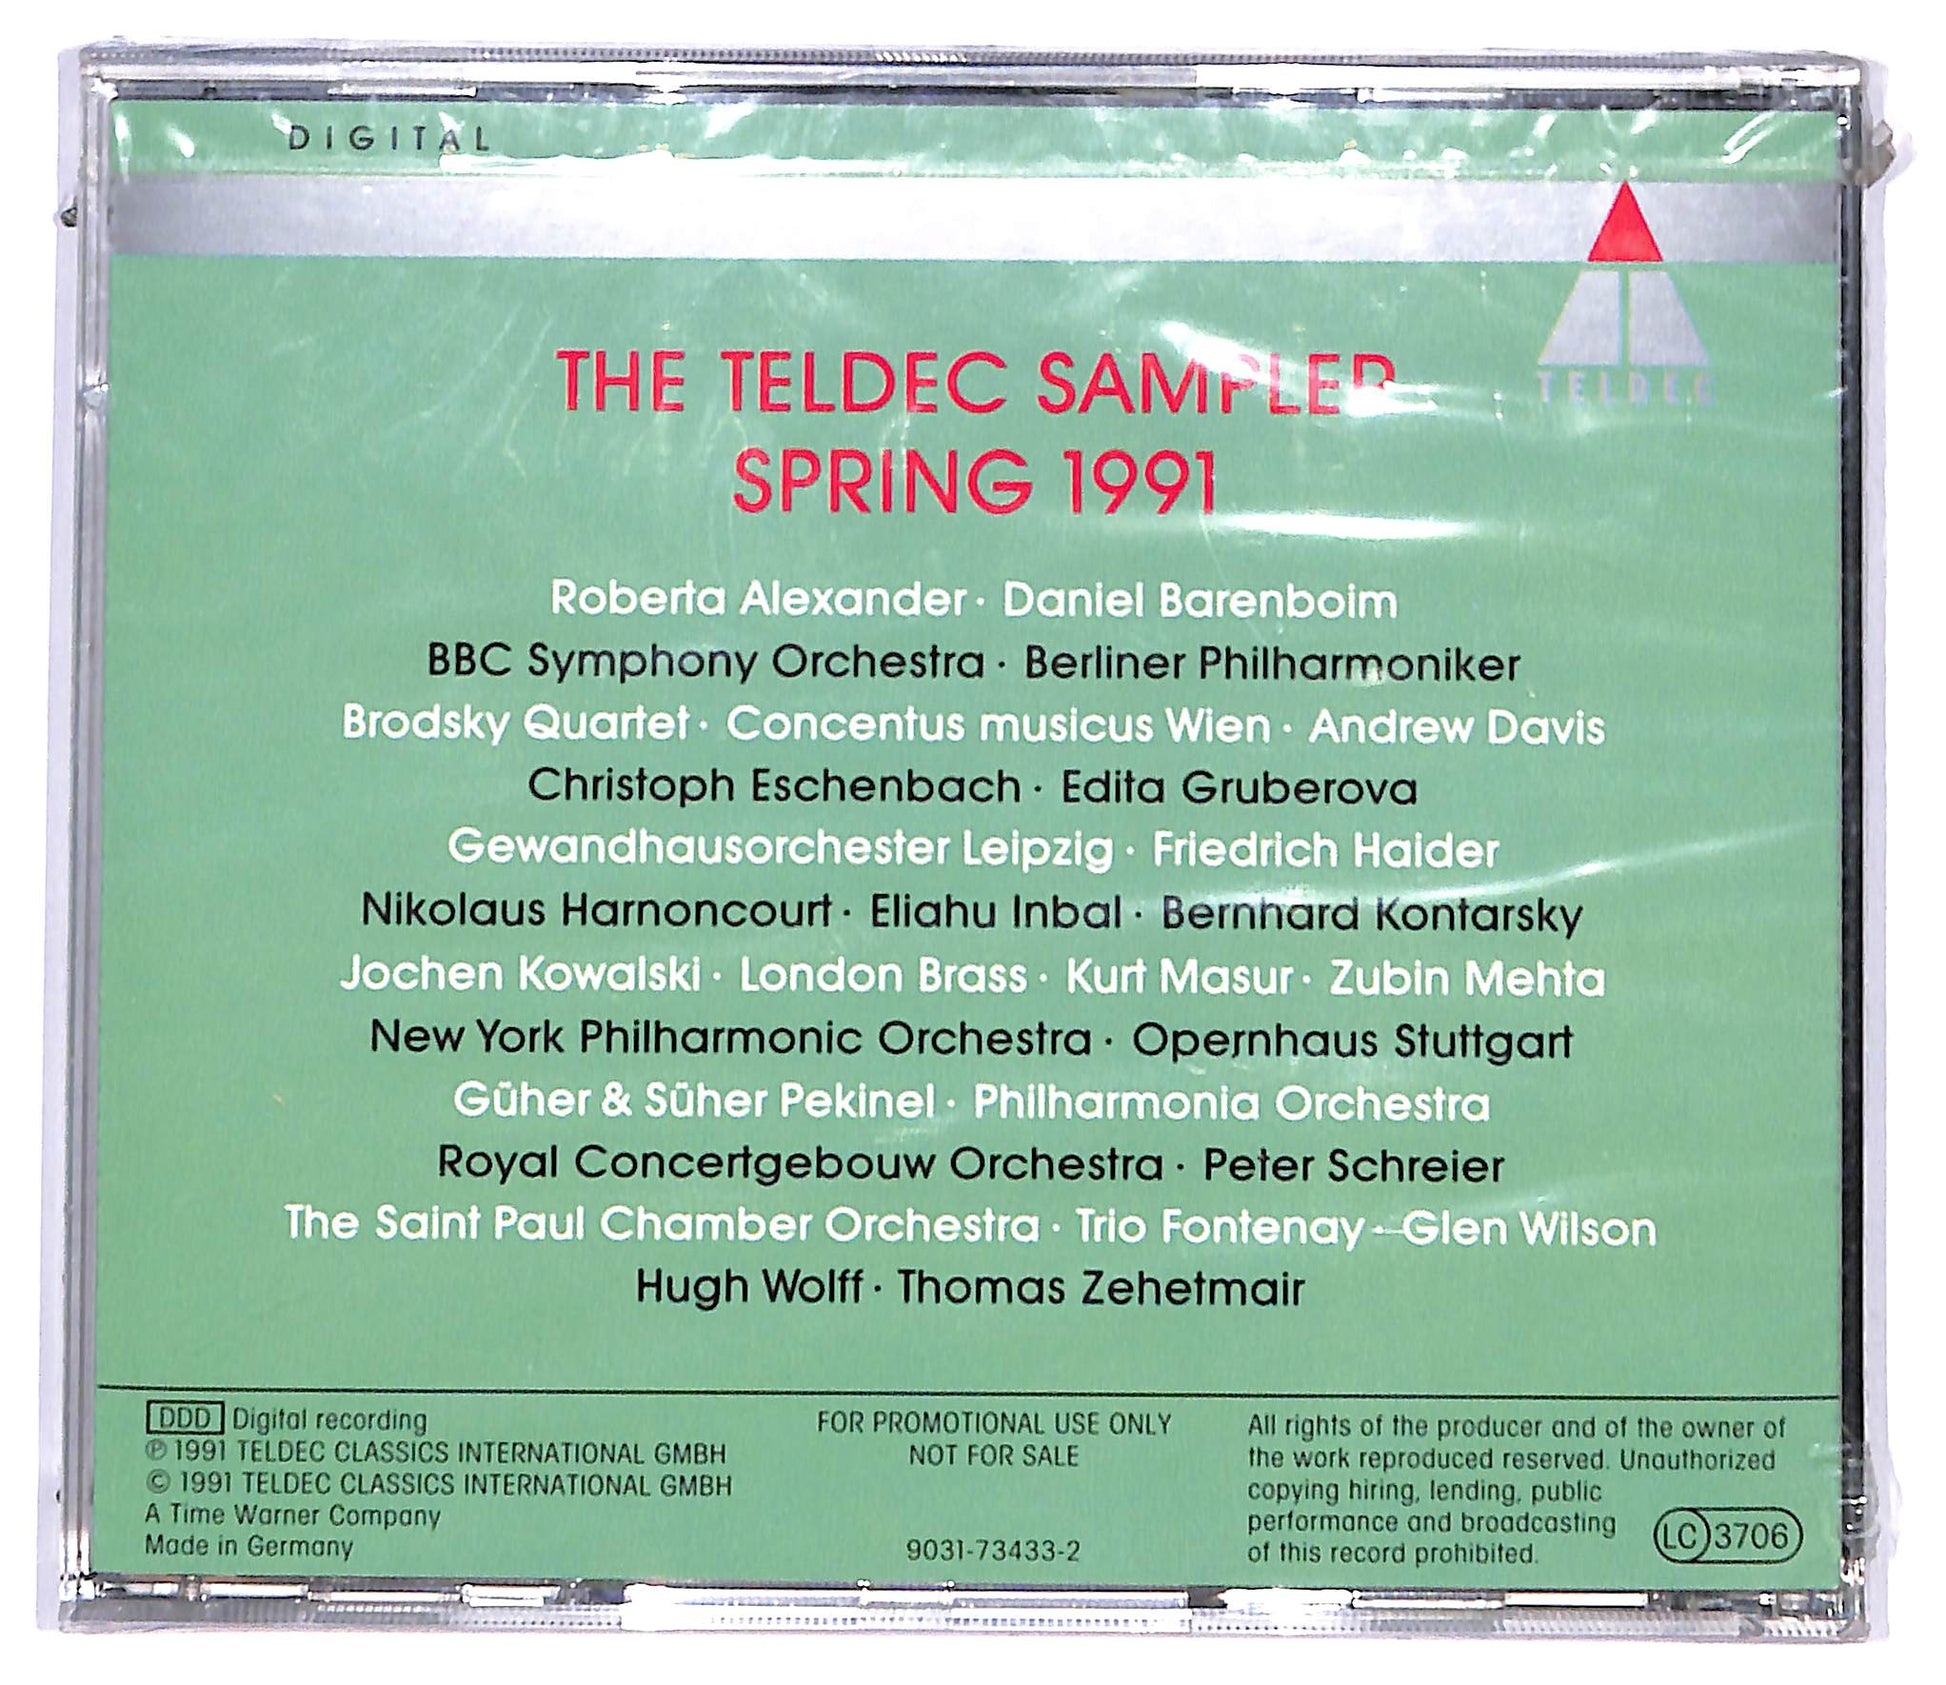 DIGITAL
TELDEC
THE TELDEC SAMPLER
SPRING 1991
Roberta Alexander · Daniel Barenboim
BBC Symphony Orchestra · Berliner Philharmoniker
Brodsky Quartet · Concentus musicus Wien · Andrew Davis
Christoph Eschenbach · Edita Gruberova
Gewandhausorchester Leipzig · Friedrich Haider
Nikolaus Harnoncourt · Eliahu Inbal · Bernhard Kontarsky
Jochen Kowalski · London Brass · Kurt Masur · Zubin Mehta
New York Philharmonic Orchestra · Opernhaus Stuttgart
Güher & Süher Pekinel · Philharmonia Orchestra
Royal Concertgebouw Orchestra · Peter Schreier
The Saint Paul Chamber Orchestra · Trio Fontenay · Glen Wilson
Hugh Wolff · Thomas Zehetmair
DDD Digital recording
℗ 1991 TELDEC CLASSICS INTERNATIONAL GMBH
© 1991 TELDEC CLASSICS INTERNATIONAL GMBH
A Time Warner Company
Made in Germany
FOR PROMOTIONAL USE ONLY
NOT FOR SALE
9031-73433-2
All rights of the producer and of the owner of
the work reproduced reserved. Unauthorized
copying hiring, lending, public
performance and broadcasting
of this record prohibited.
LC 3706